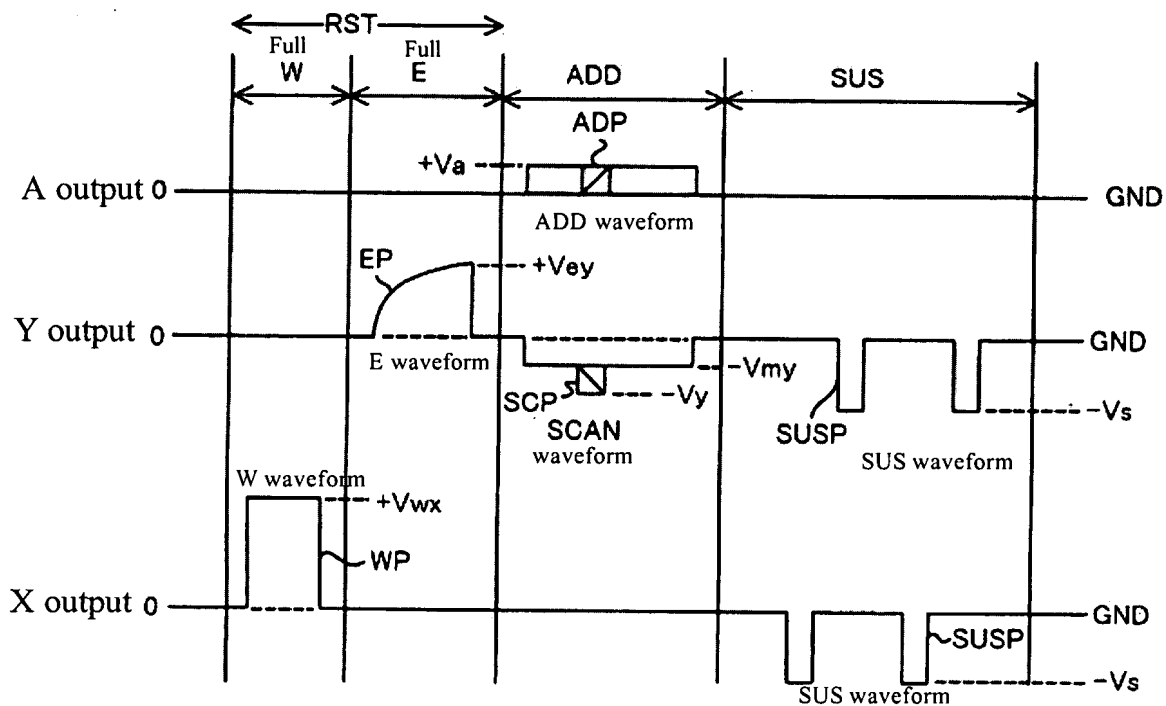 RST
Full
W
Full
E
ADD
SUS
ADP
+Va
A output 0
GND
ADD waveform
EP
+Vey
Y output 0
GND
E waveform
-Vmy
SCP
-Vy
SCAN
waveform
SUSP
-Vs
SUS waveform
W waveform
+Vwx
WP
X output 0
GND
SUSP
-Vs
SUS waveform